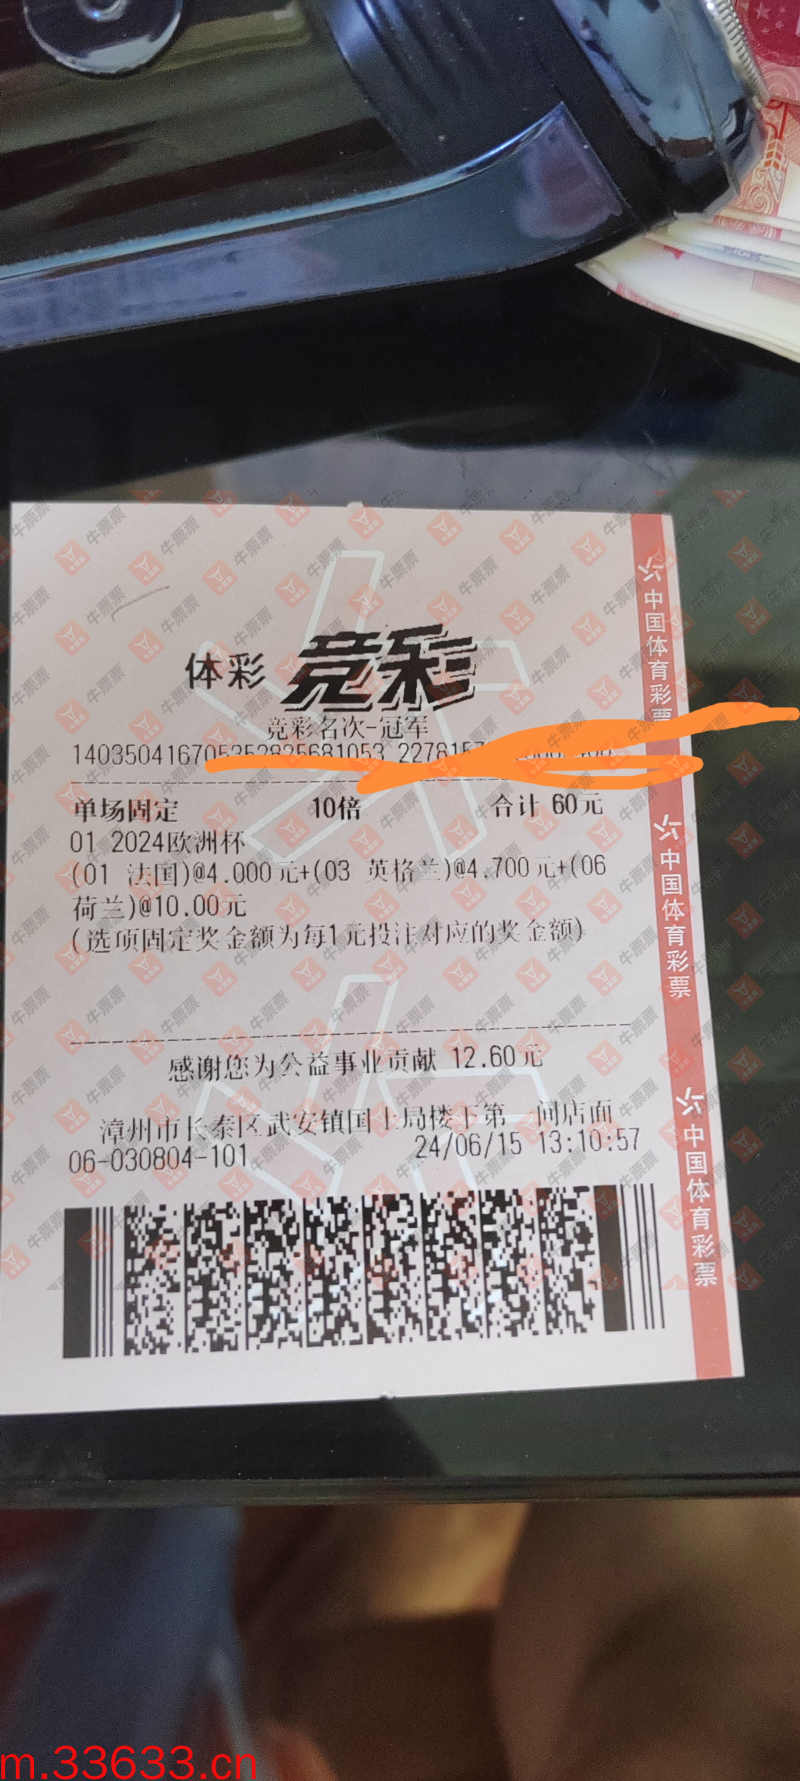 体彩 竞彩
竞彩名次-冠军
单场固定 10倍 合计 60元
01 2024欧洲杯
(01 法国)@4.000元+(03 英格兰)@4.700元+(06
荷兰)@10.00元
(选项固定奖金额为每1元投注对应的奖金额)
感谢您为公益事业贡献 12.60元
漳州市长泰区武安镇国土局楼下第一间店面
06-030804-101 24/06/15 13:10:57
中国体育彩票
中国体育彩票
中国体育彩票
牛票票
m.33633.cn